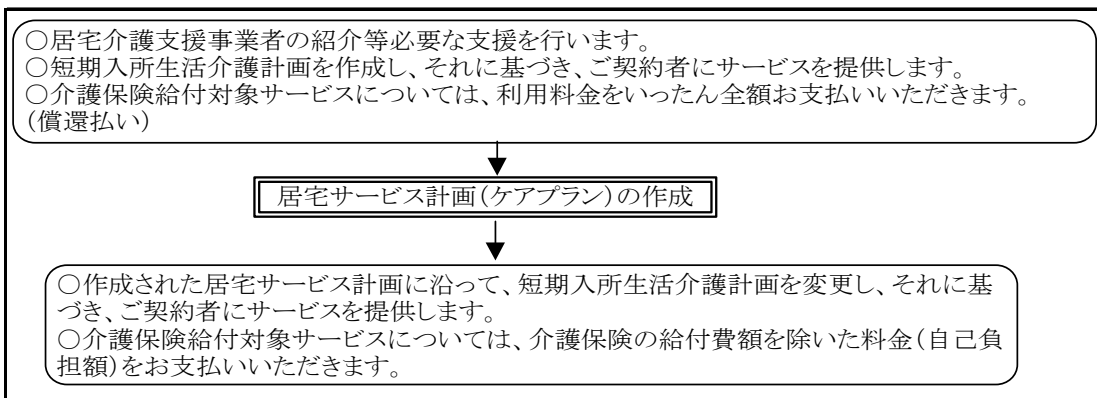 ○居宅介護支援事業者の紹介等必要な支援を行います。
○短期入所生活介護計画を作成し、それに基づき、ご契約者にサービスを提供します。
○介護保険給付対象サービスについては、利用料金をいったん全額お支払いいただきます。
(償還払い)
居宅サービス計画(ケアプラン)の作成
○作成された居宅サービス計画に沿って、短期入所生活介護計画を変更し、それに基
づき、ご契約者にサービスを提供します。
○介護保険給付対象サービスについては、介護保険の給付費額を除いた料金(自己負
担額)をお支払いいただきます。